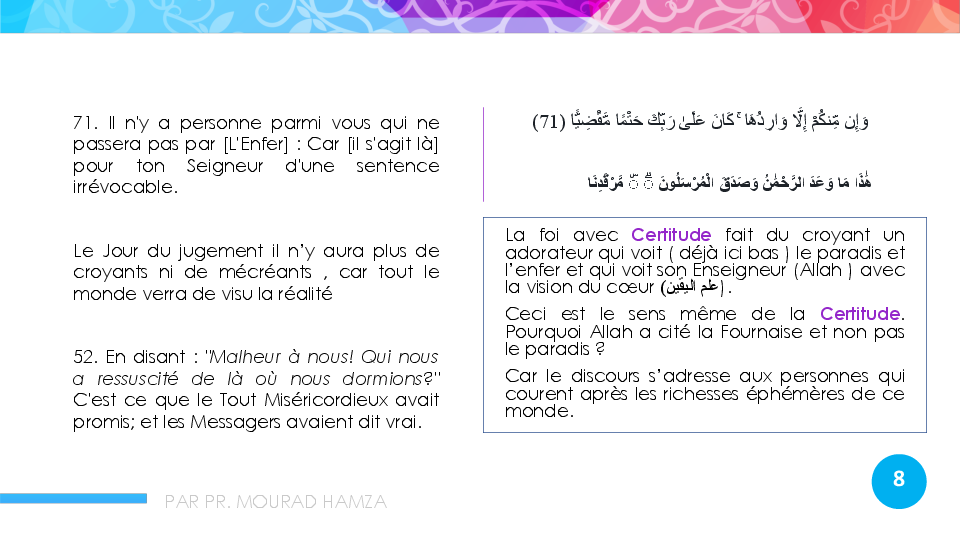 71. Il n'y a personne parmi vous qui ne
passera pas par [L'Enfer] : Car [il s'agit là]
pour ton Seigneur d'une sentence
irrévocable.
Le Jour du jugement il n’y aura plus de
croyants ni de mécréants , car tout le
monde verra de visu la réalité
52. En disant : "Malheur à nous! Qui nous
a ressuscité de là où nous dormions?"
C'est ce que le Tout Miséricordieux avait
promis; et les Messagers avaient dit vrai.
وَإِن مِّنكُمْ إِلَّا وَارِدُهَا ۚ كَانَ عَلَىٰ رَبِّكَ حَتْمًا مَّقْضِيًّا (71)
هَٰذَا مَا وَعَدَ الرَّحْمَٰنُ وَصَدَقَ الْمُرْسَلُونَ ۗ ۜ مَّرْقَدِنَا
La foi avec Certitude fait du croyant un
adorateur qui voit ( déjà ici bas ) le paradis et
l’enfer et qui voit son Enseigneur (Allah ) avec
la vision du cœur (علم اليقين).
Ceci est le sens même de la Certitude.
Pourquoi Allah a cité la Fournaise et non pas
le paradis ?
Car le discours s’adresse aux personnes qui
courent après les richesses éphémères de ce
monde.
PAR PR. MOURAD HAMZA
8